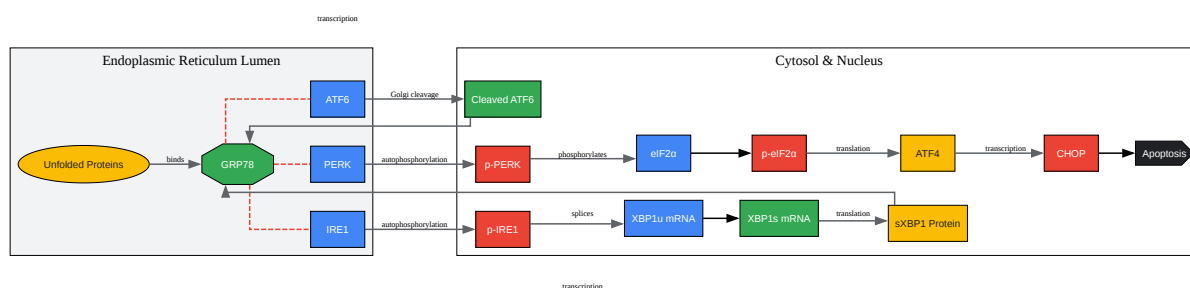 transcription
Endoplasmic Reticulum Lumen
Cytosol & Nucleus
ATF6
Golgi cleavage
Cleaved ATF6
Unfolded Proteins
binds
GRP78
PERK
autophosphorylation
p-PERK
phosphorylates
eIF2α
p-eIF2α
translation
ATF4
transcription
CHOP
Apoptosis
IRE1
autophosphorylation
p-IRE1
splices
XBP1u mRNA
XBP1s mRNA
translation
sXBP1 Protein
transcription